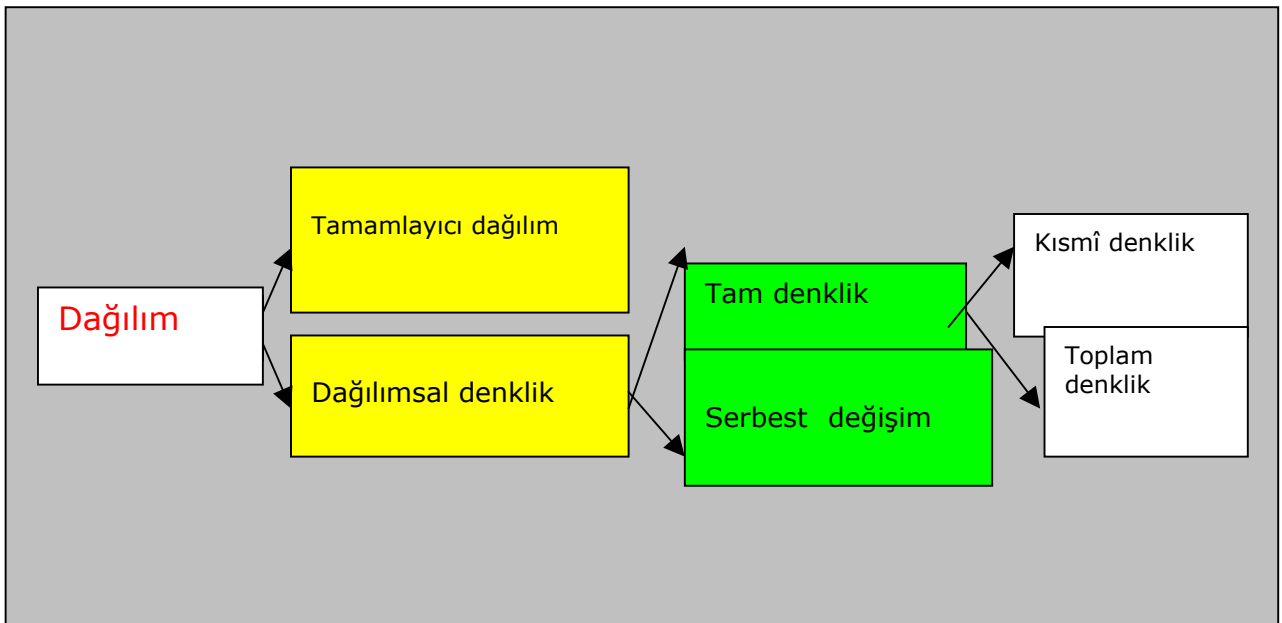 Dağılım
Tamamlayıcı dağılım
Dağılımsal denklik
Tam denklik
Serbest  değişim
Kısmî denklik
Toplam
denklik